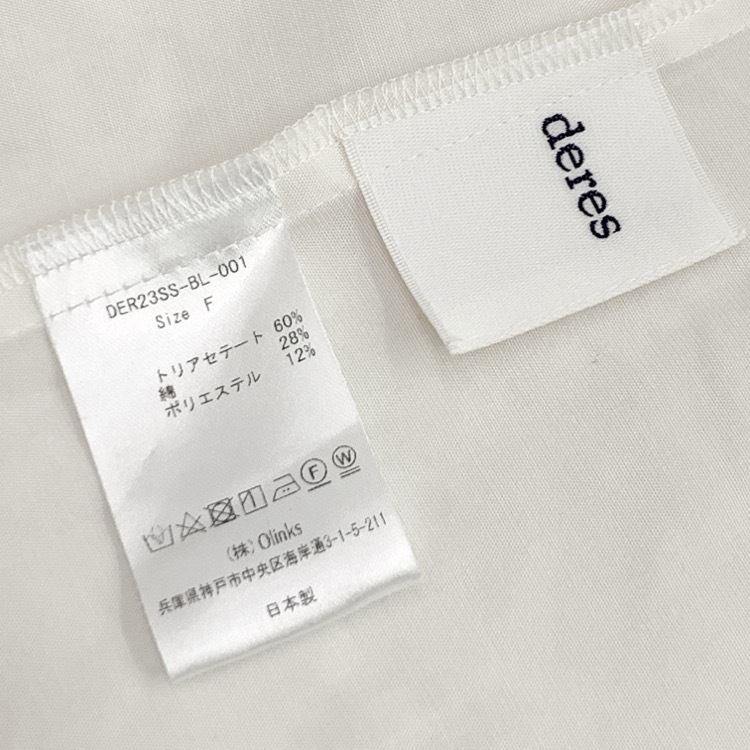 DER23SS-BL-001
Size F
トリアセテート 60%
綿 28%
ポリエステル 12%
F W
(株) Olinks
兵庫県神戸市中央区海岸通3-1-5-211
日本製
deres